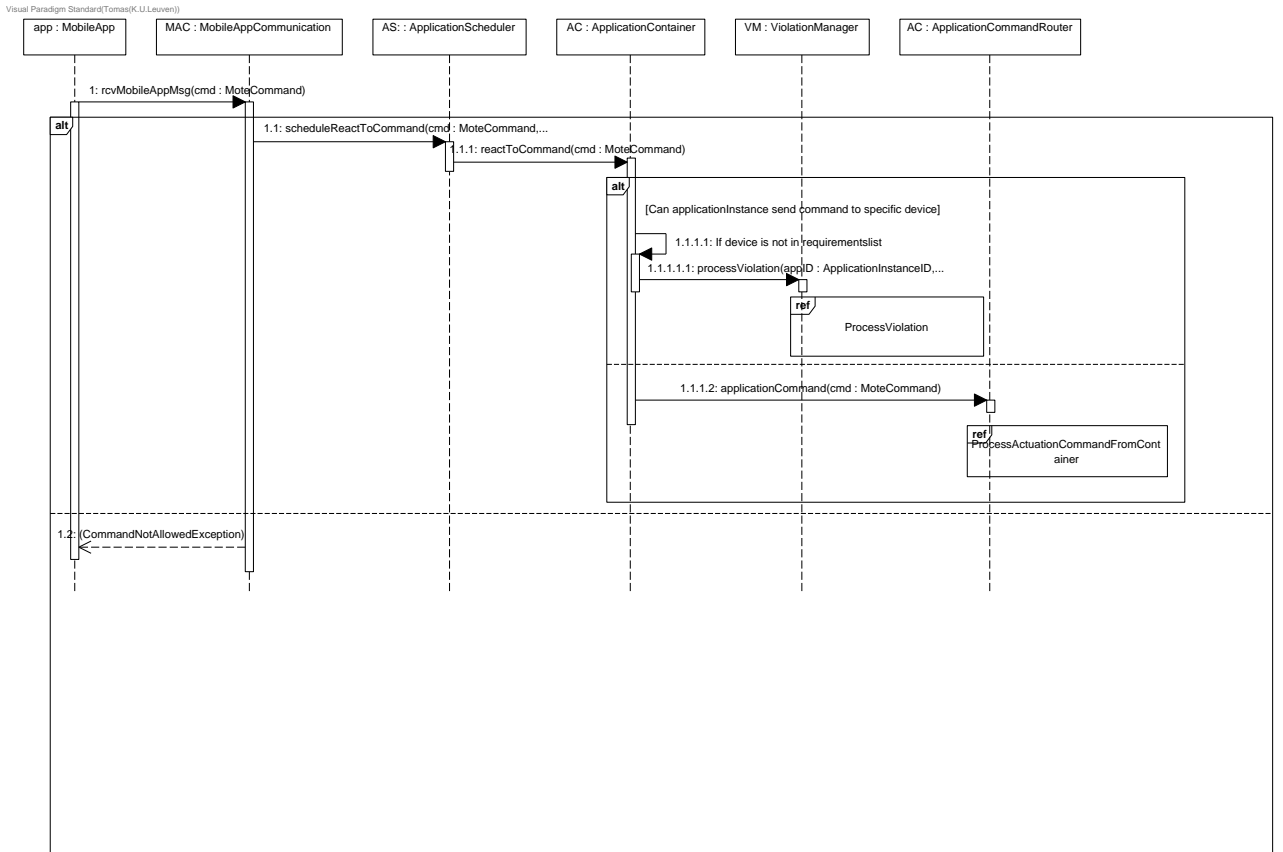 Visual Paradigm Standard(Tomas(K.U.Leuven))
app : MobileApp
MAC : MobileAppCommunication
AS: : ApplicationScheduler
AC : ApplicationContainer
VM : ViolationManager
AC : ApplicationCommandRouter
1: rcvMobileAppMsg(cmd : MoteCommand)
alt
1.1: scheduleReactToCommand(cmd : MoteCommand,...
1.1.1: reactToCommand(cmd : MoteCommand)
alt
[Can applicationInstance send command to specific device]
1.1.1.1: If device is not in requirementslist
1.1.1.1.1: processViolation(appID : ApplicationInstanceID,...
ref
ProcessViolation
1.1.1.2: applicationCommand(cmd : MoteCommand)
ref
ProcessActuationCommandFromCont
ainer
1.2: (CommandNotAllowedException)